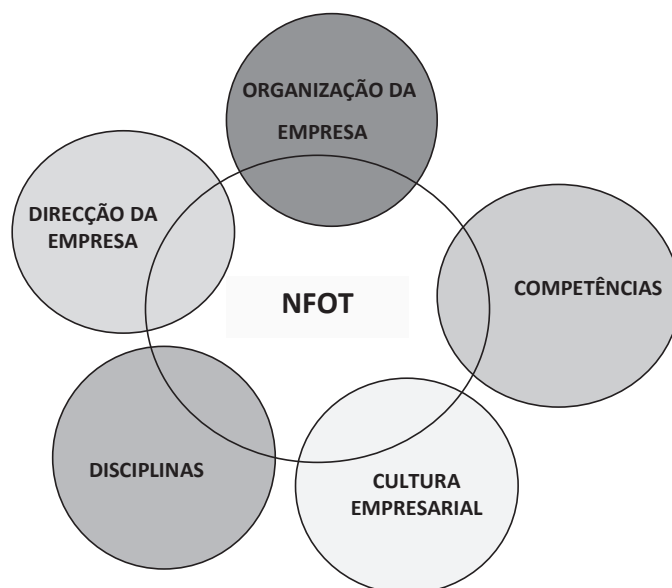 ORGANIZAÇÃO DA
EMPRESA
DIRECÇÃO DA
EMPRESA
COMPETÊNCIAS
NFOT
DISCIPLINAS
CULTURA
EMPRESARIAL